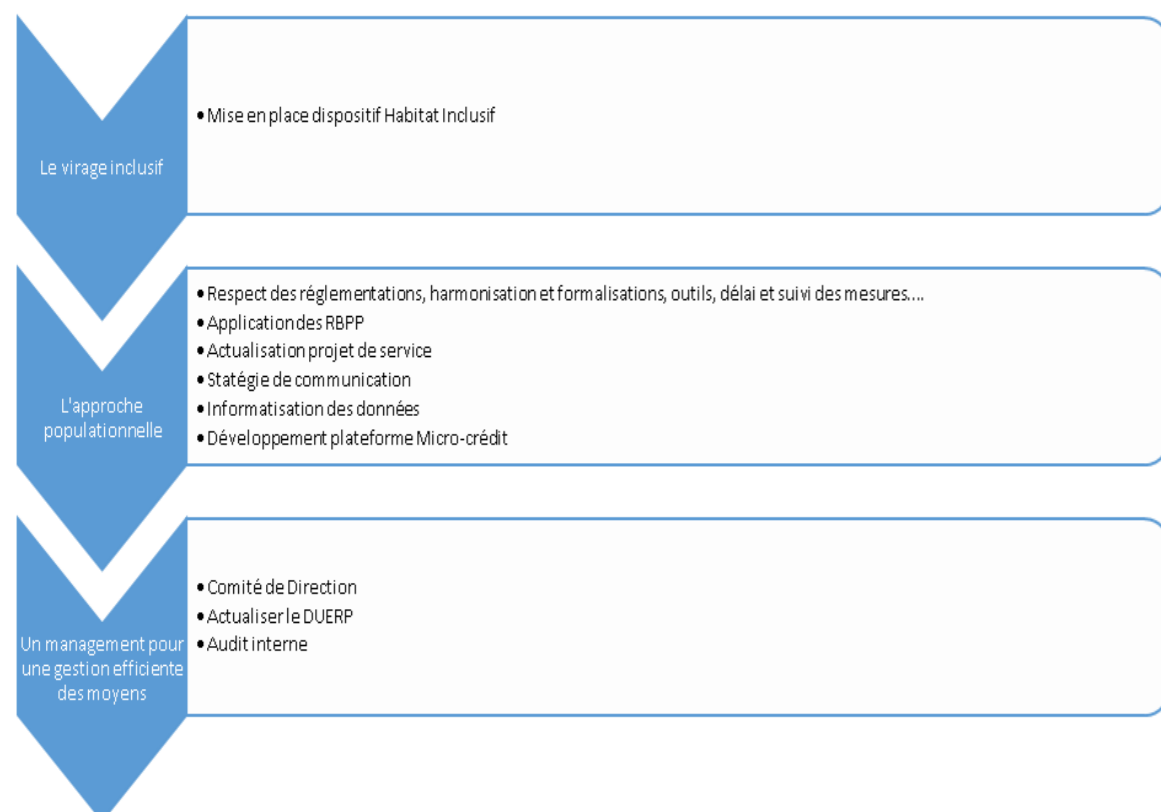 Le virage inclusif
• Mise en place dispositif Habitat Inclusif
L'approche
populationnelle
• Respect des réglementations, harmonisation et formalisations, outils, délai et suivi des mesures....
• Application des RBPP
• Actualisation projet de service
• Statégie de communication
• Informatisation des données
• Développement plateforme Micro-crédit
Un management pour
une gestion efficiente
des moyens
• Comité de Direction
• Actualiser le DUERP
• Audit interne